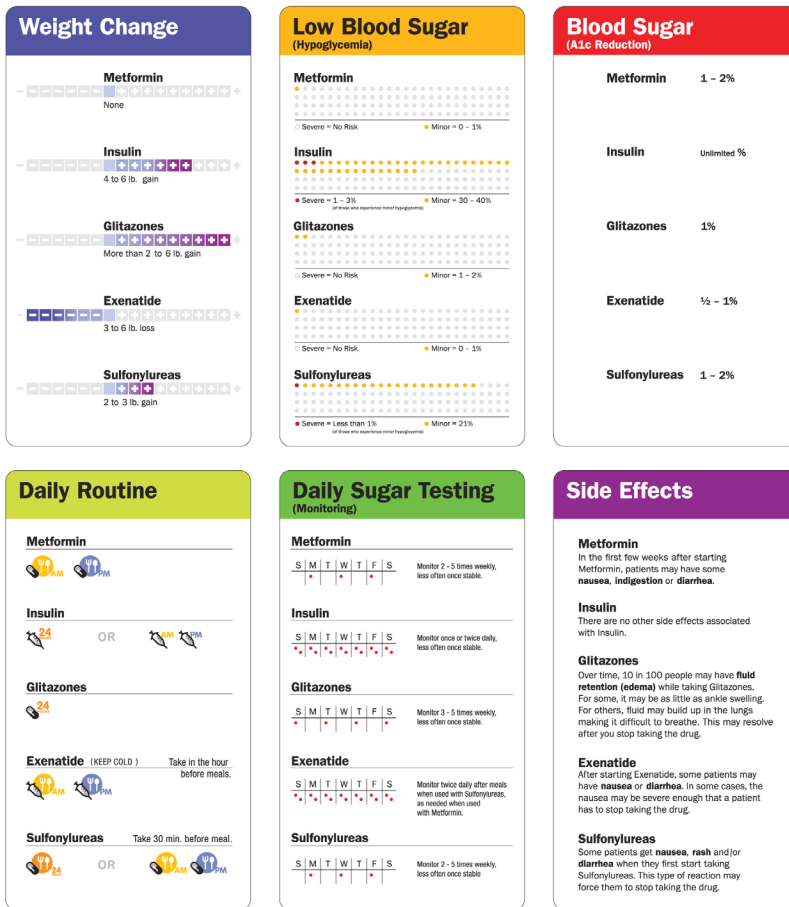 Weight Change
Metformin
None
Insulin
4 to 6 lb. gain
Glitazones
More than 2 to 6 lb. gain
Exenatide
3 to 6 lb. loss
Sulfonylureas
2 to 3 lb. gain
Low Blood Sugar
(Hypoglycemia)
Metformin
Severe = No Risk Minor = 0 – 1%
Insulin
Severe = 1 – 3% Minor = 30 – 40%
(of those who experience minor hypoglycemia)
Glitazones
Severe = No Risk Minor = 1 – 2%
Exenatide
Severe = No Risk Minor = 0 – 1%
Sulfonylureas
Severe = Less than 1% Minor = 21%
(of those who experience minor hypoglycemia)
Blood Sugar
(A1c Reduction)
Metformin 1 – 2%
Insulin Unlimited %
Glitazones 1%
Exenatide ½ – 1%
Sulfonylureas 1 – 2%
Daily Routine
Metformin
AM PM
Insulin
24 OR AM PM
Glitazones
24
Exenatide (KEEP COLD ) Take in the hour
before meals.
AM PM
Sulfonylureas Take 30 min. before meal.
24 OR AM PM
Daily Sugar Testing
(Monitoring)
Metformin
S M T W T F S
Monitor 2 - 5 times weekly,
less often once stable.
Insulin
S M T W T F S
Monitor once or twice daily,
less often once stable.
Glitazones
S M T W T F S
Monitor 3 - 5 times weekly,
less often once stable.
Exenatide
S M T W T F S
Monitor twice daily after meals
when used with Sulfonylureas,
as needed when used
with Metformin.
Sulfonylureas
S M T W T F S
Monitor 2 - 5 times weekly,
less often once stable
Side Effects
Metformin
In the first few weeks after starting
Metformin, patients may have some
nausea, indigestion or diarrhea.
Insulin
There are no other side effects associated
with Insulin.
Glitazones
Over time, 10 in 100 people may have fluid
retention (edema) while taking Glitazones.
For some, it may be as little as ankle swelling.
For others, fluid may build up in the lungs
making it difficult to breathe. This may resolve
after you stop taking the drug.
Exenatide
After starting Exenatide, some patients may
have nausea or diarrhea. In some cases, the
nausea may be severe enough that a patient
has to stop taking the drug.
Sulfonylureas
Some patients get nausea, rash and/or
diarrhea when they first start taking
Sulfonylureas. This type of reaction may
force them to stop taking the drug.